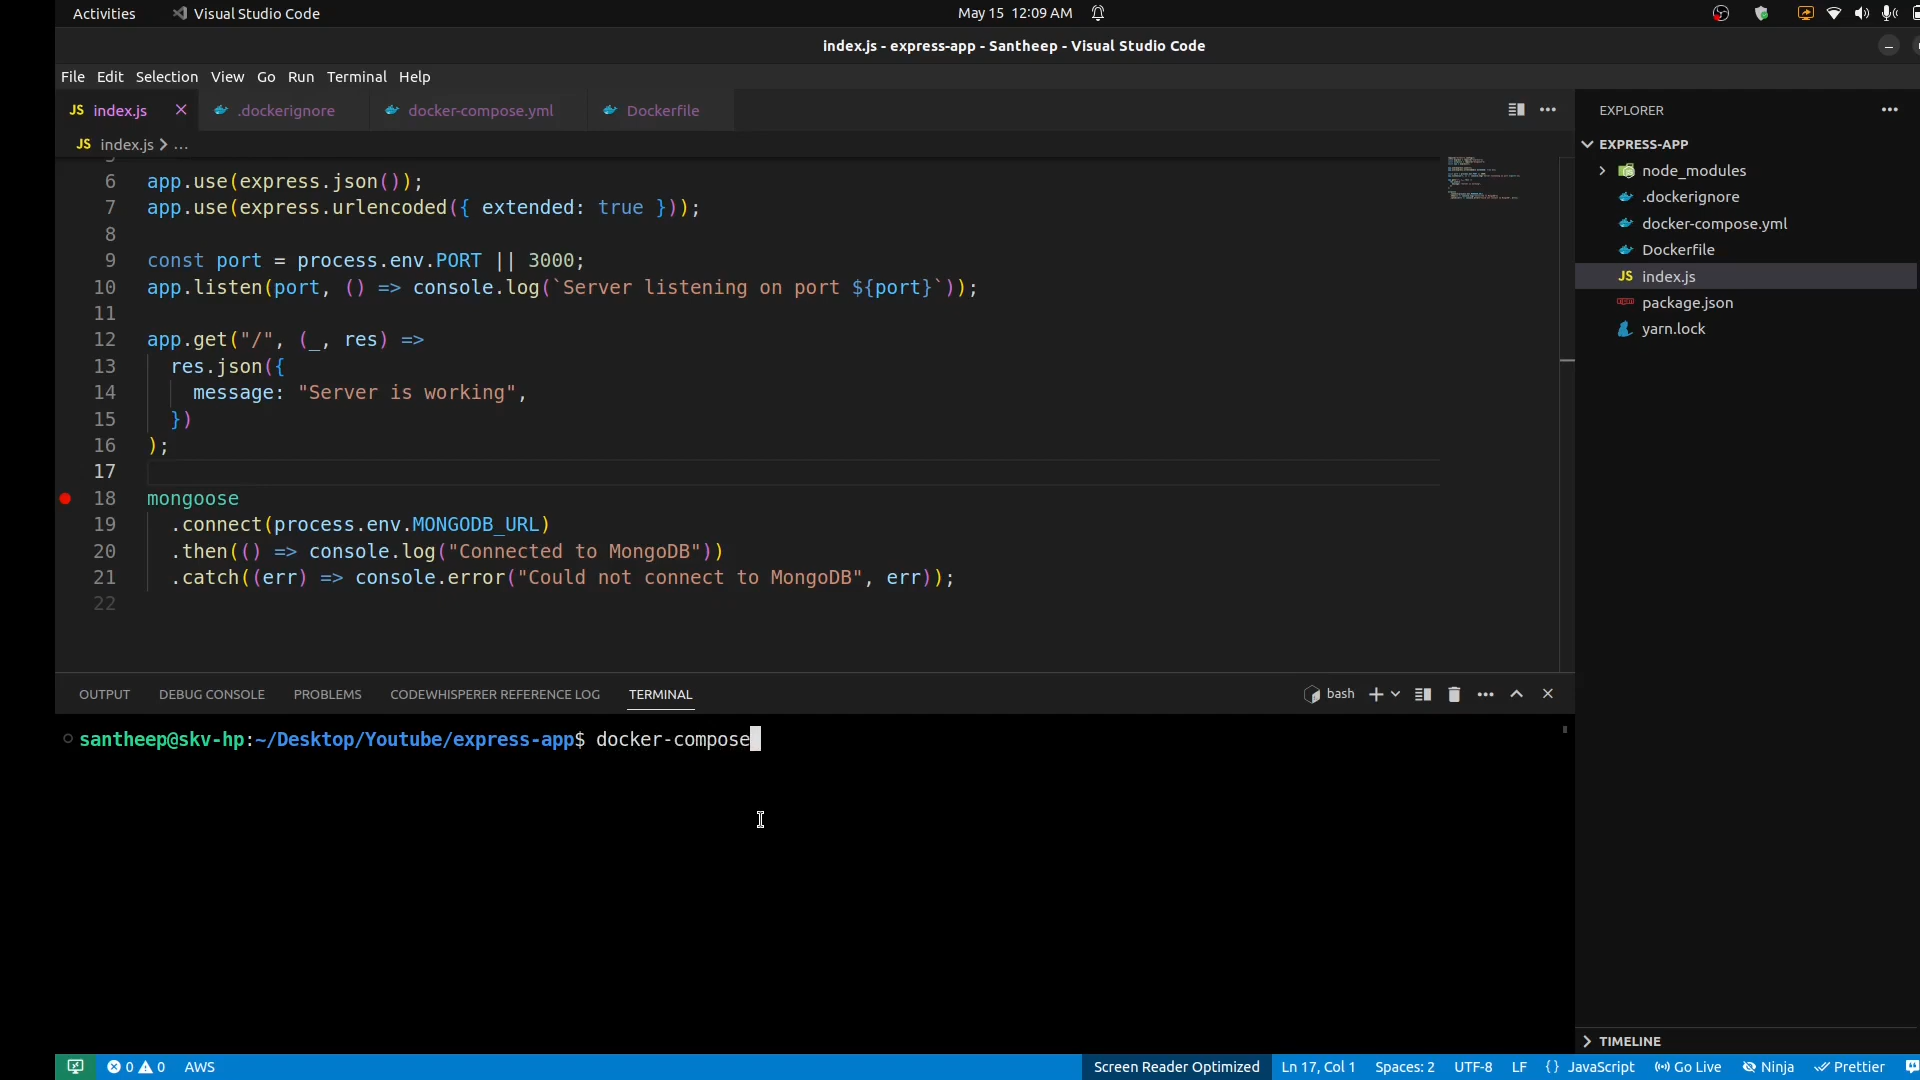 Activities
Visual Studio Code
May 15 12:09 AM
index.js - express-app - Santheep - Visual Studio Code
File Edit Selection View Go Run Terminal Help
JS index.js
.dockerignore
docker-compose.yml
Dockerfile
JS index.js > ...
6 app.use(express.json());
7 app.use(express.urlencoded({ extended: true }));
8
9 const port = process.env.PORT || 3000;
10 app.listen(port, () => console.log(`Server listening on port ${port}`));
11
12 app.get("/", (_, res) =>
13 res.json({
14 message: "Server is working",
15 })
16 );
17
18 mongoose
19 .connect(process.env.MONGODB_URL)
20 .then(() => console.log("Connected to MongoDB"))
21 .catch((err) => console.error("Could not connect to MongoDB", err));
22
EXPLORER
EXPRESS-APP
node_modules
.dockerignore
docker-compose.yml
Dockerfile
JS index.js
package.json
yarn.lock
OUTPUT DEBUG CONSOLE PROBLEMS CODEWHISPERER REFERENCE LOG TERMINAL
bash
santheep@skv-hp:~/Desktop/Youtube/express-app$ docker-compose
TIMELINE
0 0 AWS
Screen Reader Optimized Ln 17, Col 1 Spaces: 2 UTF-8 LF {} JavaScript Go Live Ninja Prettier